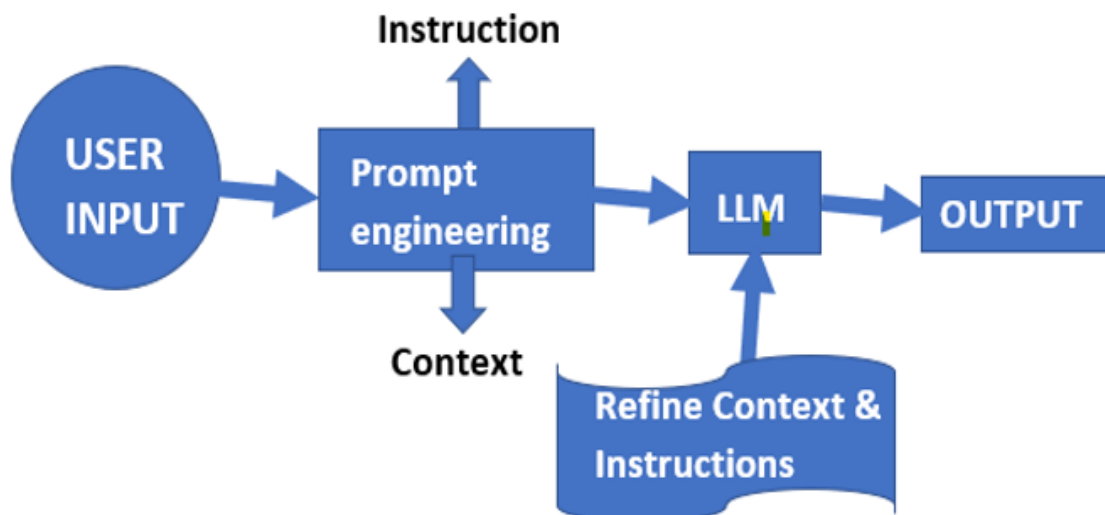 Instruction
USER
INPUT
Prompt
engineering
LLM
OUTPUT
Context
Refine Context &
Instructions